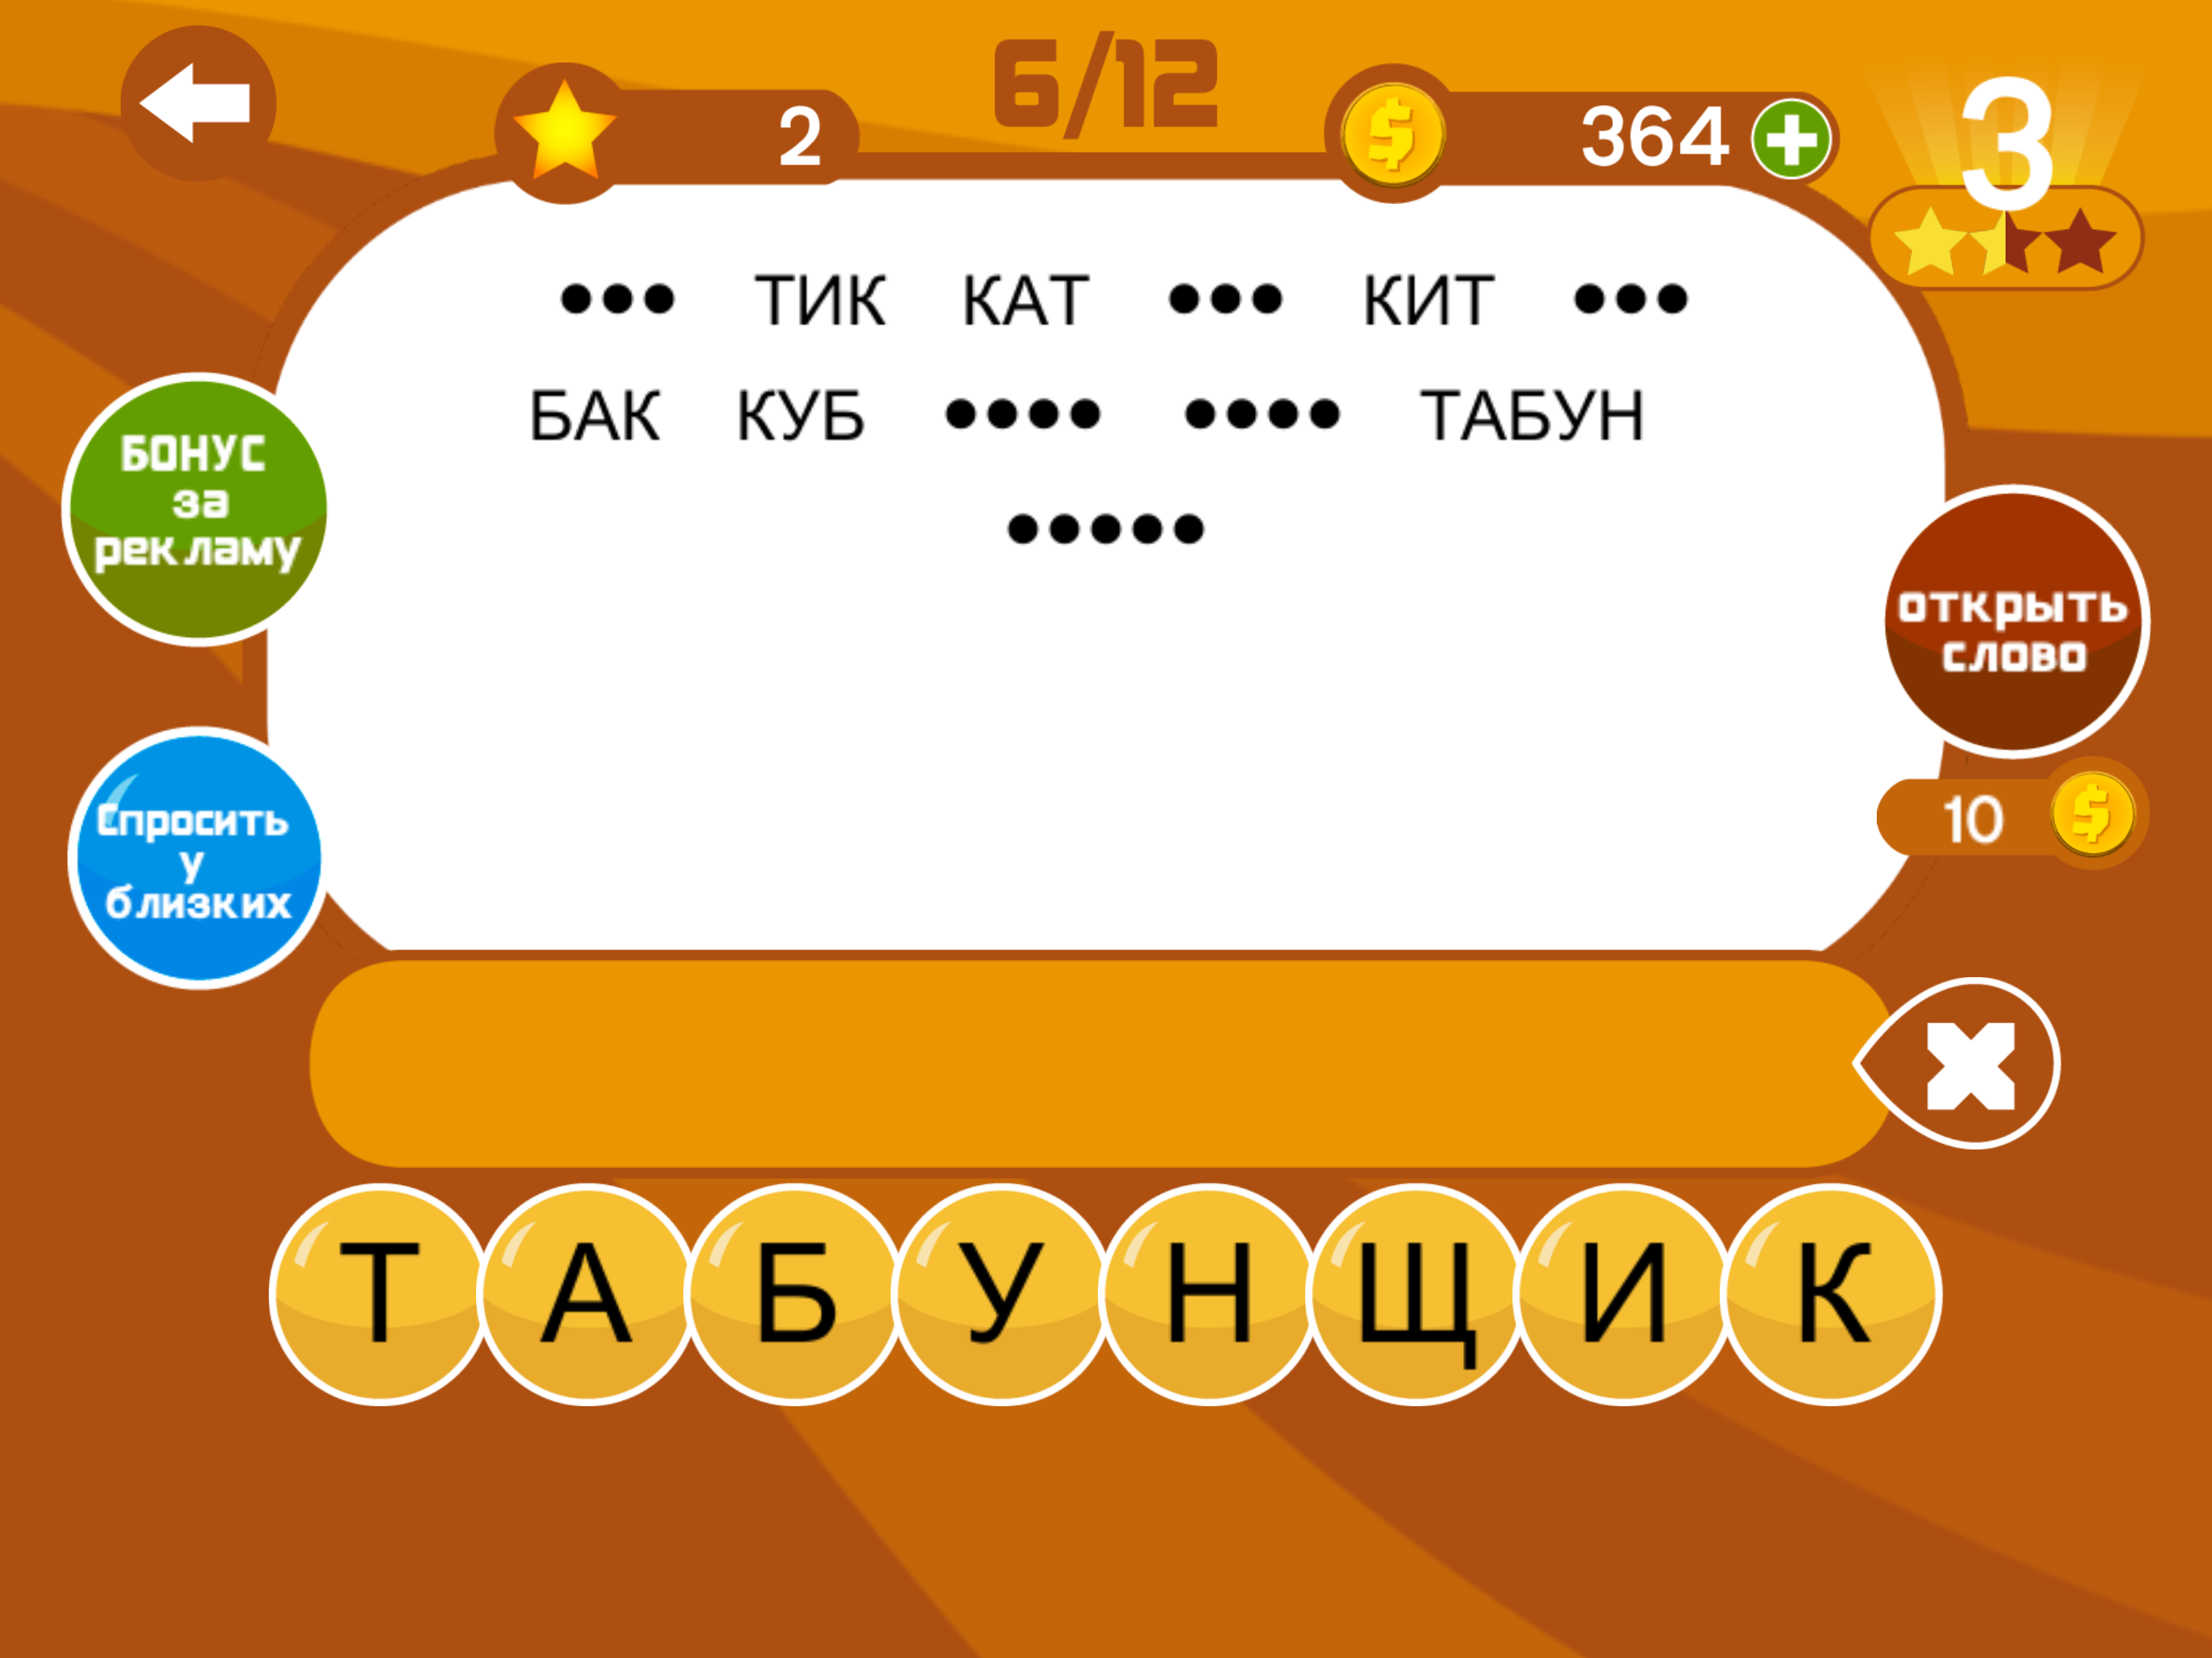 2
6/12
364
3
••• ТИК КАТ ••• КИТ •••
БАК КУБ •••• •••• ТАБУН
•••••
БОНУС
за
рекламу
открыть
слово
Спросить
у
близких
10
Т А Б У Н Щ И К